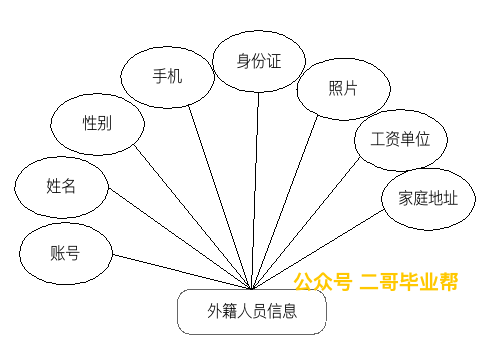 身份证
手机
照片
性别
工资单位
姓名
家庭地址
账号
公众号 二哥毕业帮
外籍人员信息